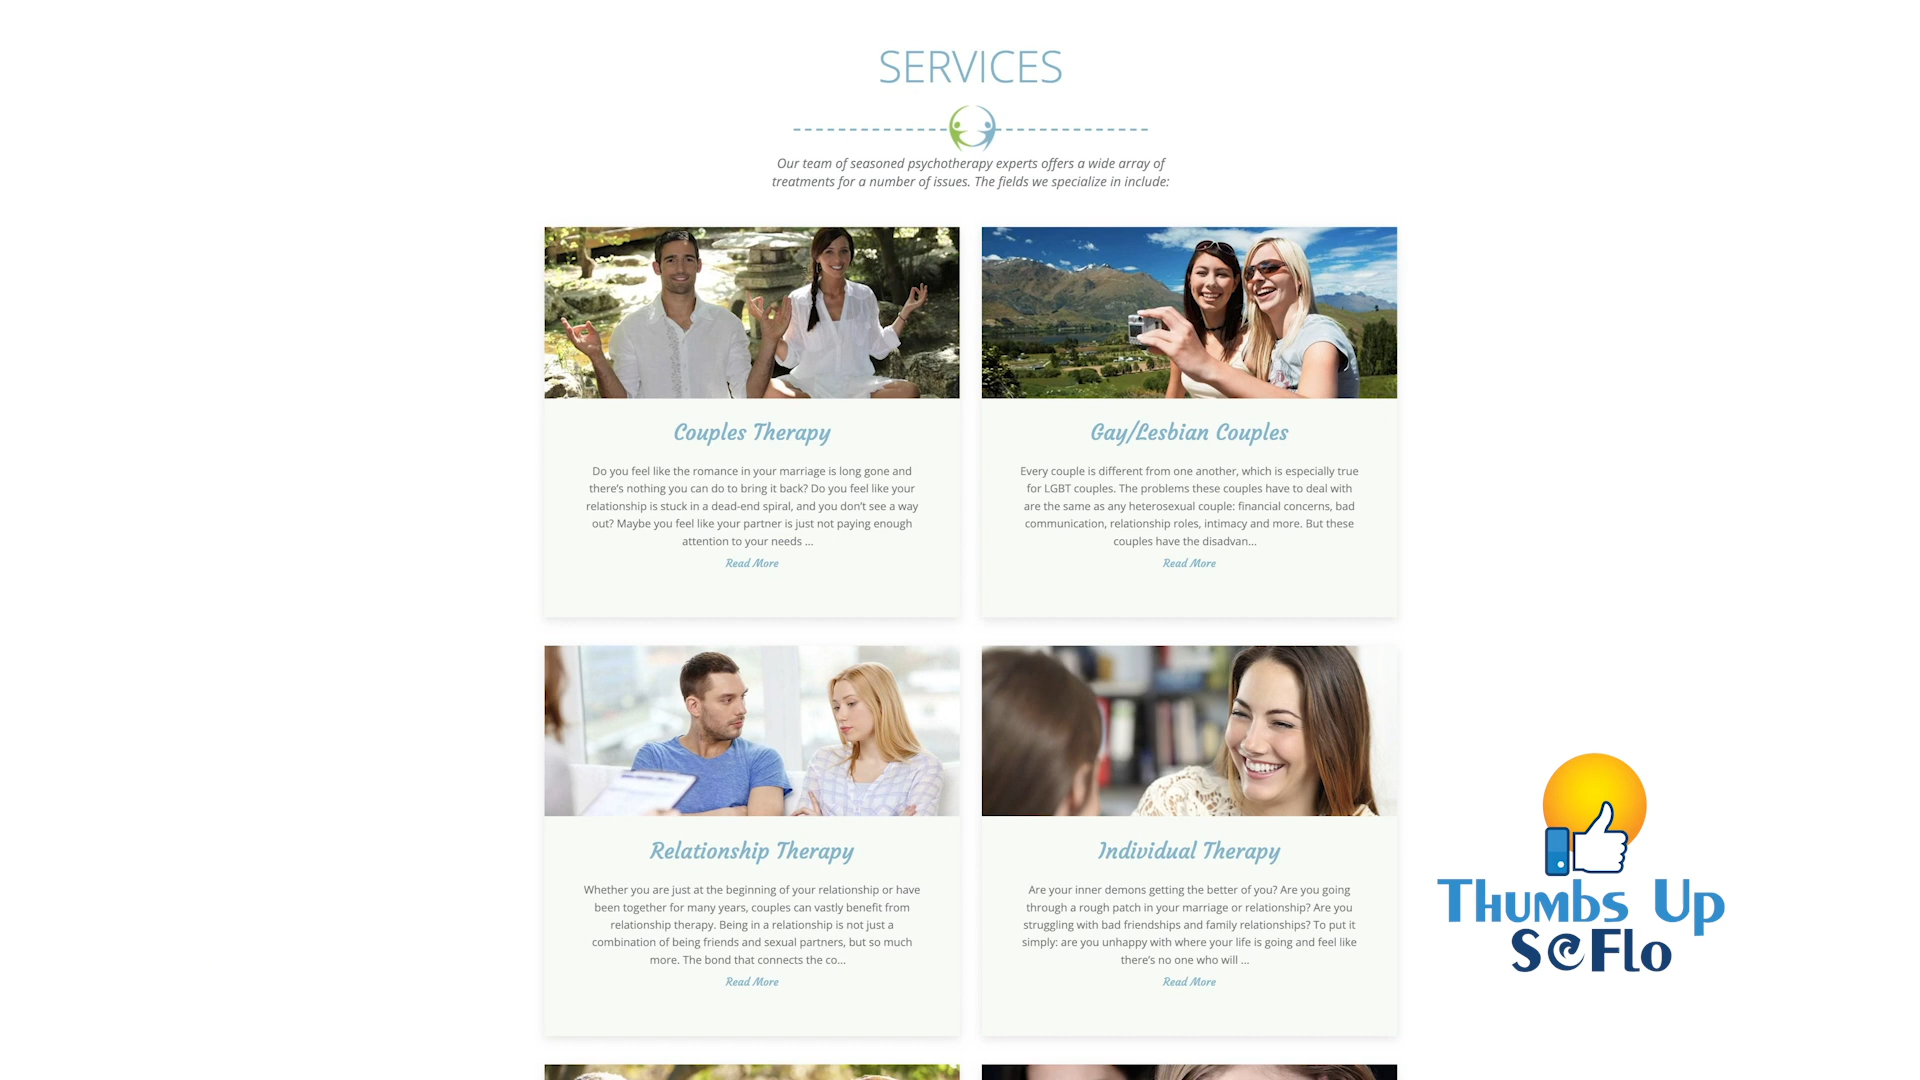 SERVICES
Our team of seasoned psychotherapy experts offers a wide array of
treatments for a number of issues. The fields we specialize in include:
Couples Therapy
Do you feel like the romance in your marriage is long gone and
there's nothing you can do to bring it back? Do you feel like your
relationship is stuck in a dead-end spiral, and you don't see a way
out? Maybe you feel like your partner is just not paying enough
attention to your needs ...
Read More
Gay/Lesbian Couples
Every couple is different from one another, which is especially true
for LGBT couples. The problems these couples have to deal with
are the same as any heterosexual couple: financial concerns, bad
communication, relationship roles, intimacy and more. But these
couples have the disadvan...
Read More
Relationship Therapy
Whether you are just at the beginning of your relationship or have
been together for many years, couples can vastly benefit from
relationship therapy. Being in a relationship is not just a
combination of being friends and sexual partners, but so much
more. The bond that connects the co...
Read More
Individual Therapy
Are your inner demons getting the better of you? Are you going
through a rough patch in your marriage or relationship? Are you
struggling with bad friendships and family relationships? To put it
simply: are you unhappy with where your life is going and feel like
there's no one who will ...
Read More
Thumbs Up
SoFlo